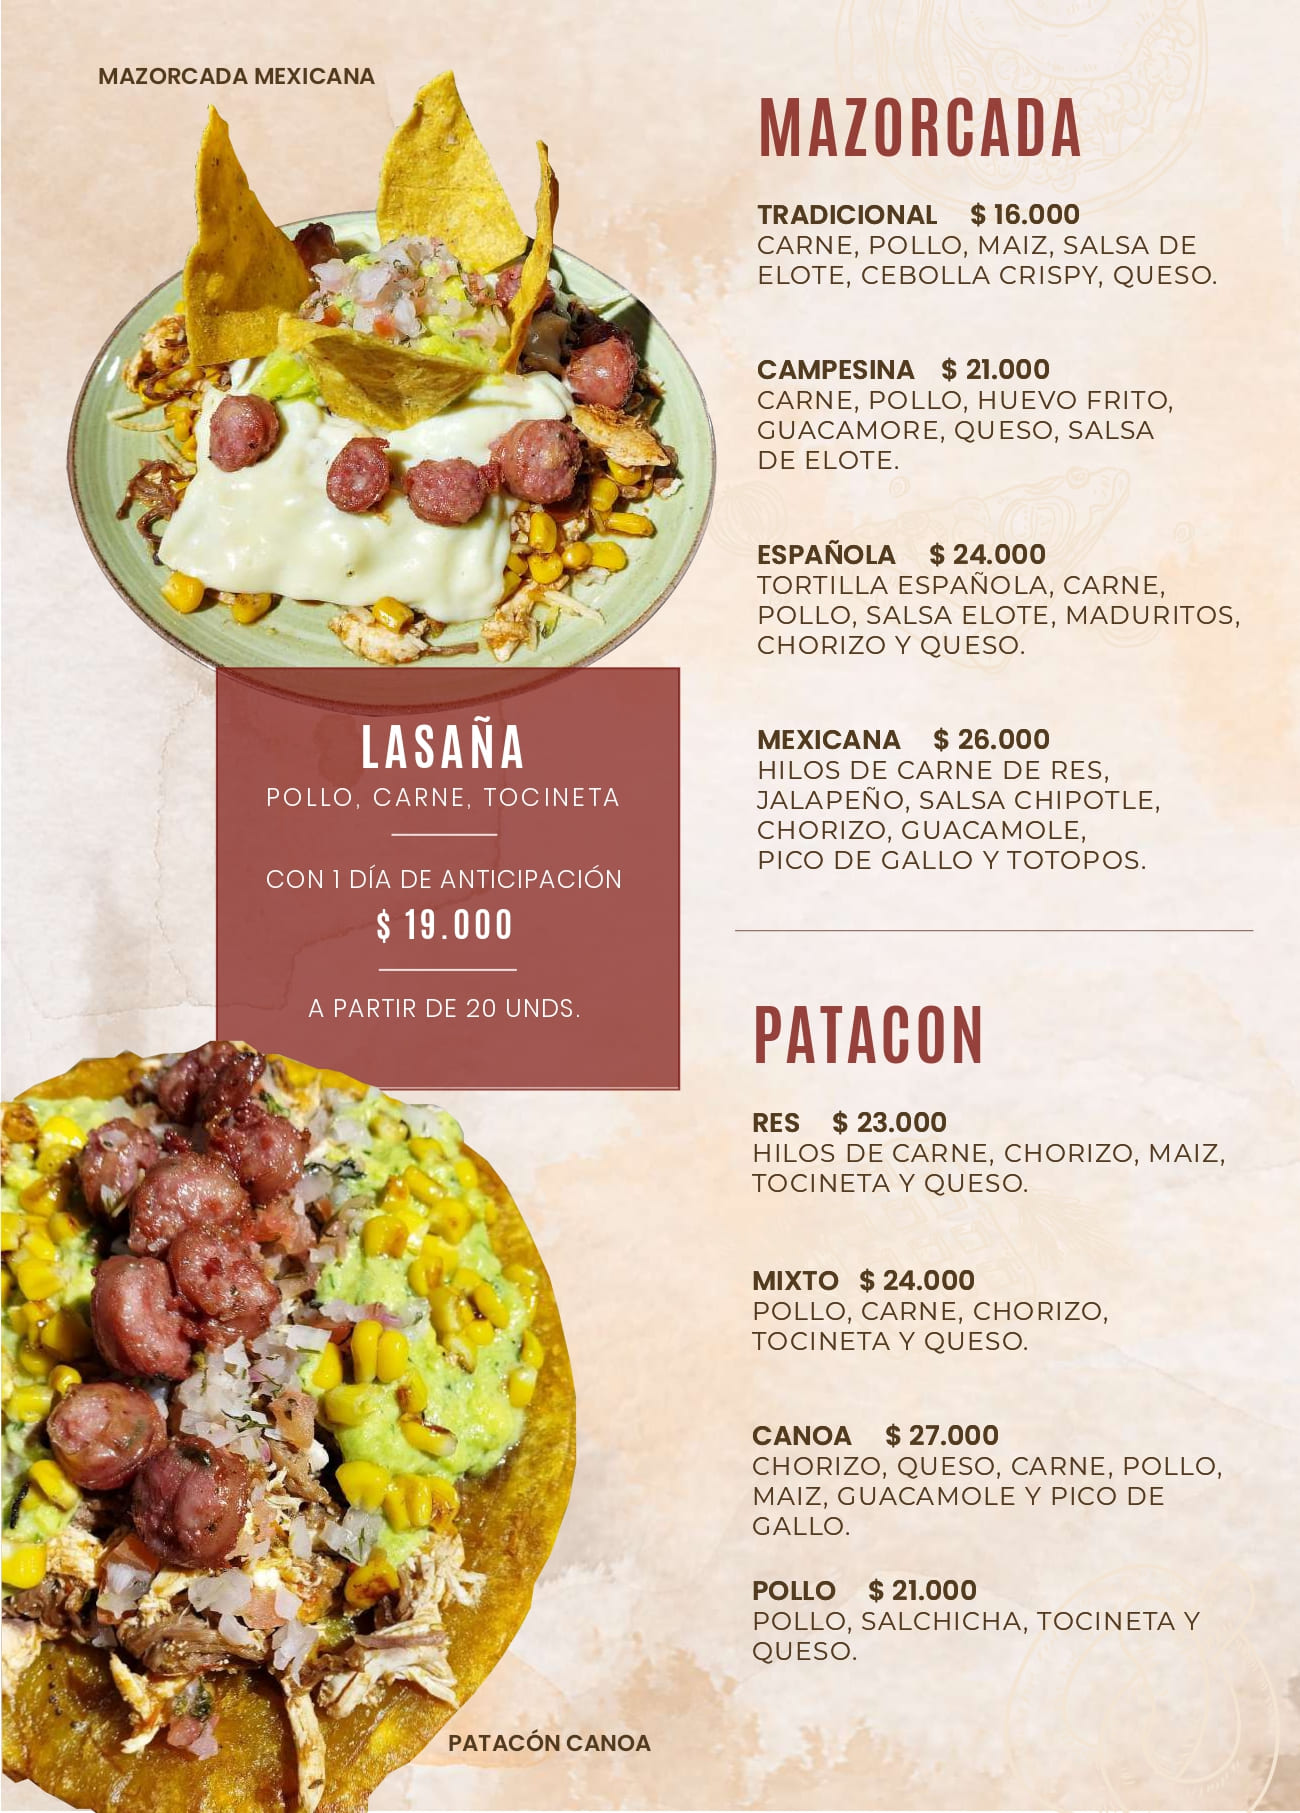 MAZORCADA MEXICANA
MAZORCADA
TRADICIONAL $ 16.000
CARNE, POLLO, MAIZ, SALSA DE
ELOTE, CEBOLLA CRISPY, QUESO.
CAMPESINA $ 21.000
CARNE, POLLO, HUEVO FRITO,
GUACAMORE, QUESO, SALSA
DE ELOTE.
ESPAÑOLA $ 24.000
TORTILLA ESPAÑOLA, CARNE,
POLLO, SALSA ELOTE, MADURITOS,
CHORIZO Y QUESO.
MEXICANA $ 26.000
HILOS DE CARNE DE RES,
JALAPEÑO, SALSA CHIPOTLE,
CHORIZO, GUACAMOLE,
PICO DE GALLO Y TOTOPOS.
LASAÑA
POLLO, CARNE, TOCINETA
CON 1 DÍA DE ANTICIPACIÓN
$ 19.000
A PARTIR DE 20 UNDS.
PATACON
RES $ 23.000
HILOS DE CARNE, CHORIZO, MAIZ,
TOCINETA Y QUESO.
MIXTO $ 24.000
POLLO, CARNE, CHORIZO,
TOCINETA Y QUESO.
CANOA $ 27.000
CHORIZO, QUESO, CARNE, POLLO,
MAIZ, GUACAMOLE Y PICO DE
GALLO.
POLLO $ 21.000
POLLO, SALCHICHA, TOCINETA Y
QUESO.
PATACÓN CANOA